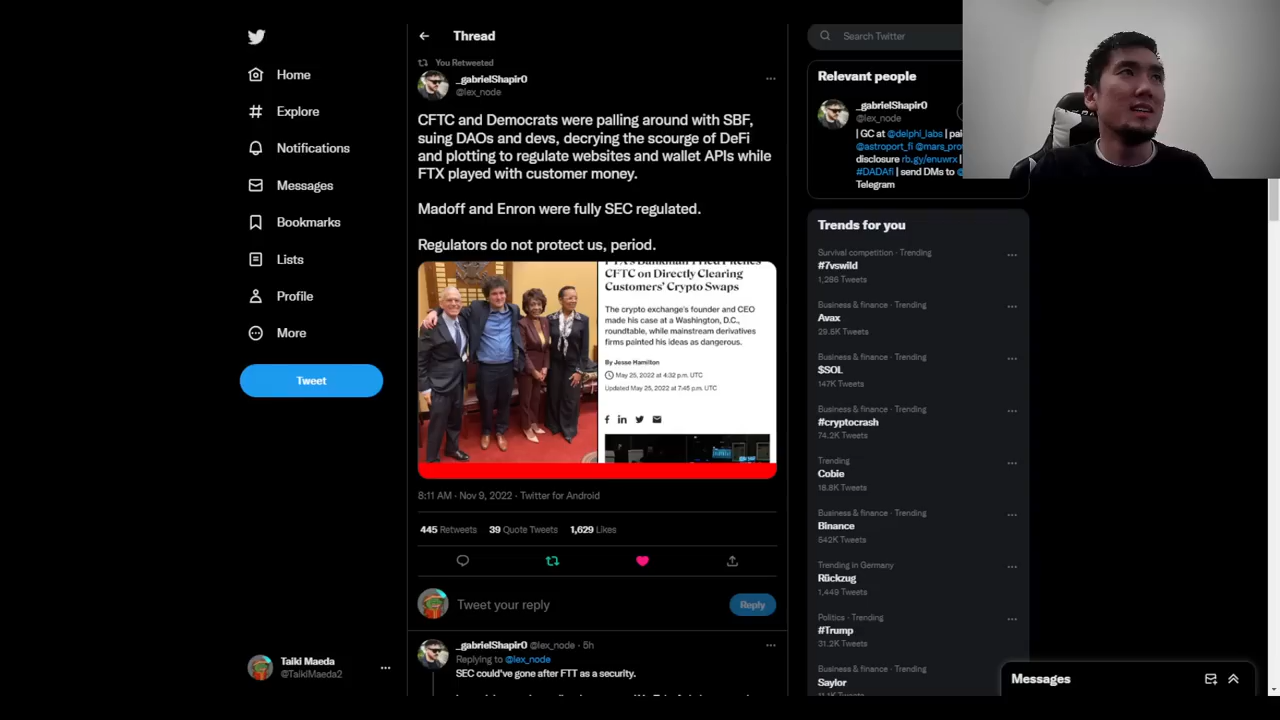 Home
Explore
Notifications
Messages
Bookmarks
Lists
Profile
More
Tweet
Taiki Maeda
@TaikiMaeda2
Thread
You Retweeted
_gabrielShapir0
@lex_node
CFTC and Democrats were palling around with SBF,
suing DAOs and devs, decrying the scourge of DeFi
and plotting to regulate websites and wallet APIs while
FTX played with customer money.
Madoff and Enron were fully SEC regulated.
Regulators do not protect us, period.
FTX's Bankman-Fried Pitches
CFTC on Directly Clearing
Customers' Crypto Swaps
The crypto exchange's founder and CEO
made his case at a Washington, D.C.,
roundtable, while mainstream derivatives
firms painted his ideas as dangerous.
By Jesse Hamilton
May 25, 2022 at 4:32 p.m. UTC
Updated May 25, 2022 at 7:45 p.m. UTC
8:11 AM · Nov 9, 2022 · Twitter for Android
445 Retweets 39 Quote Tweets 1,629 Likes
Tweet your reply
Reply
_gabrielShapir0 @lex_node · 5h
Replying to @lex_node
SEC could've gone after FTT as a security.
Search Twitter
Relevant people
_gabrielShapir0
@lex_node
| GC at @delphi_labs |
@astroport_fi @mars_pro
disclosure rb.gy/enuwrx |
#DADAfi | send DMs to
Telegram
Trends for you
Survival competition · Trending
#7vswild
1,286 Tweets
Business & finance · Trending
Avax
29.8K Tweets
Business & finance · Trending
$SOL
147K Tweets
Business & finance · Trending
#cryptocrash
74.2K Tweets
Trending
Cobie
18.8K Tweets
Business & finance · Trending
Binance
542K Tweets
Trending in Germany
Rückzug
1,449 Tweets
Politics · Trending
#Trump
31.2K Tweets
Business & finance · Trending
Saylor
Messages